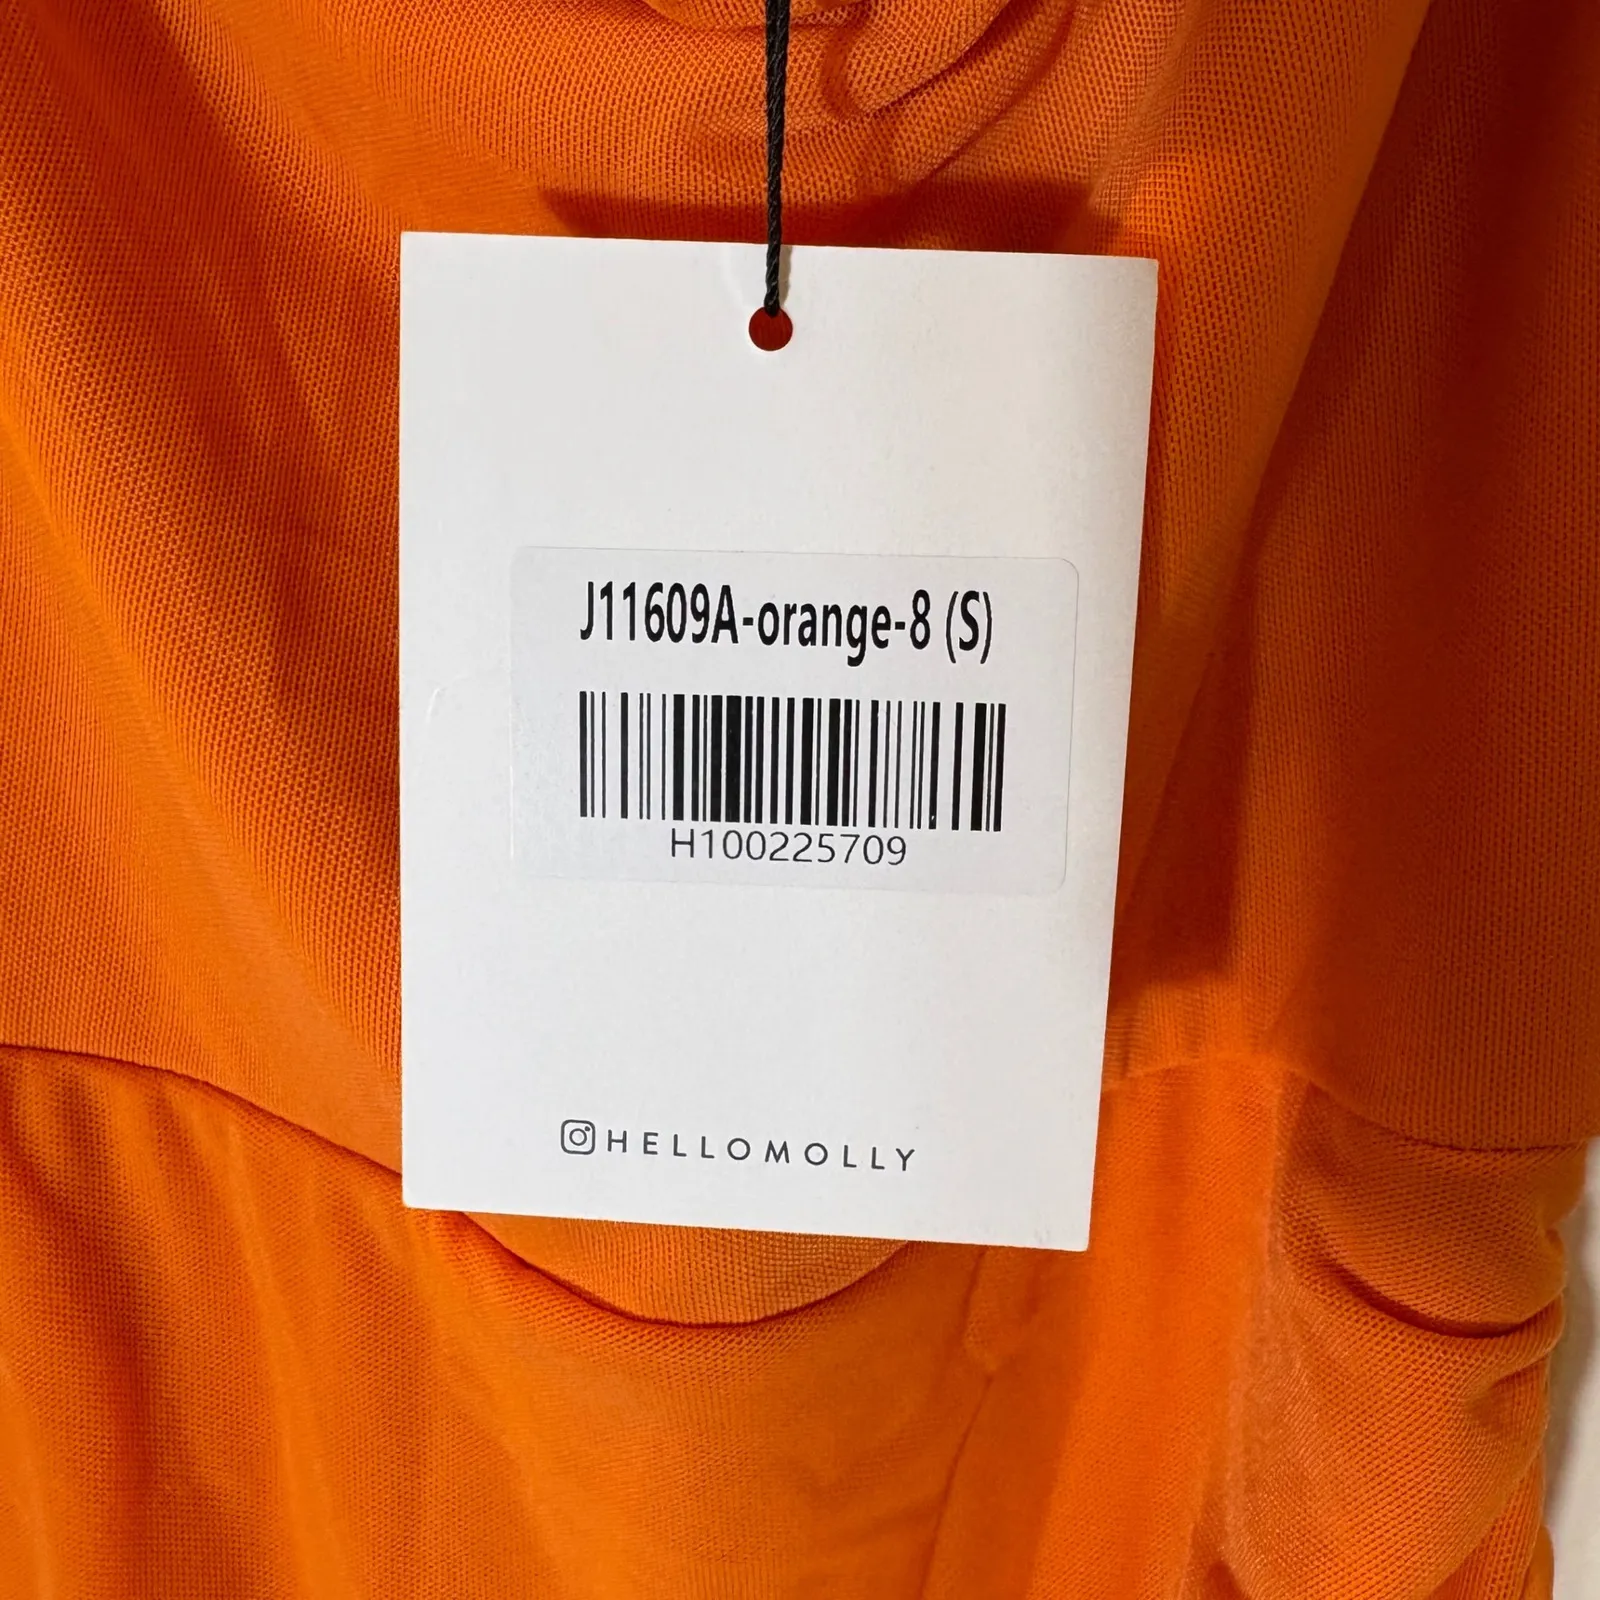 J11609A-orange-8 (S)
H100225709
HELLOMOLLY